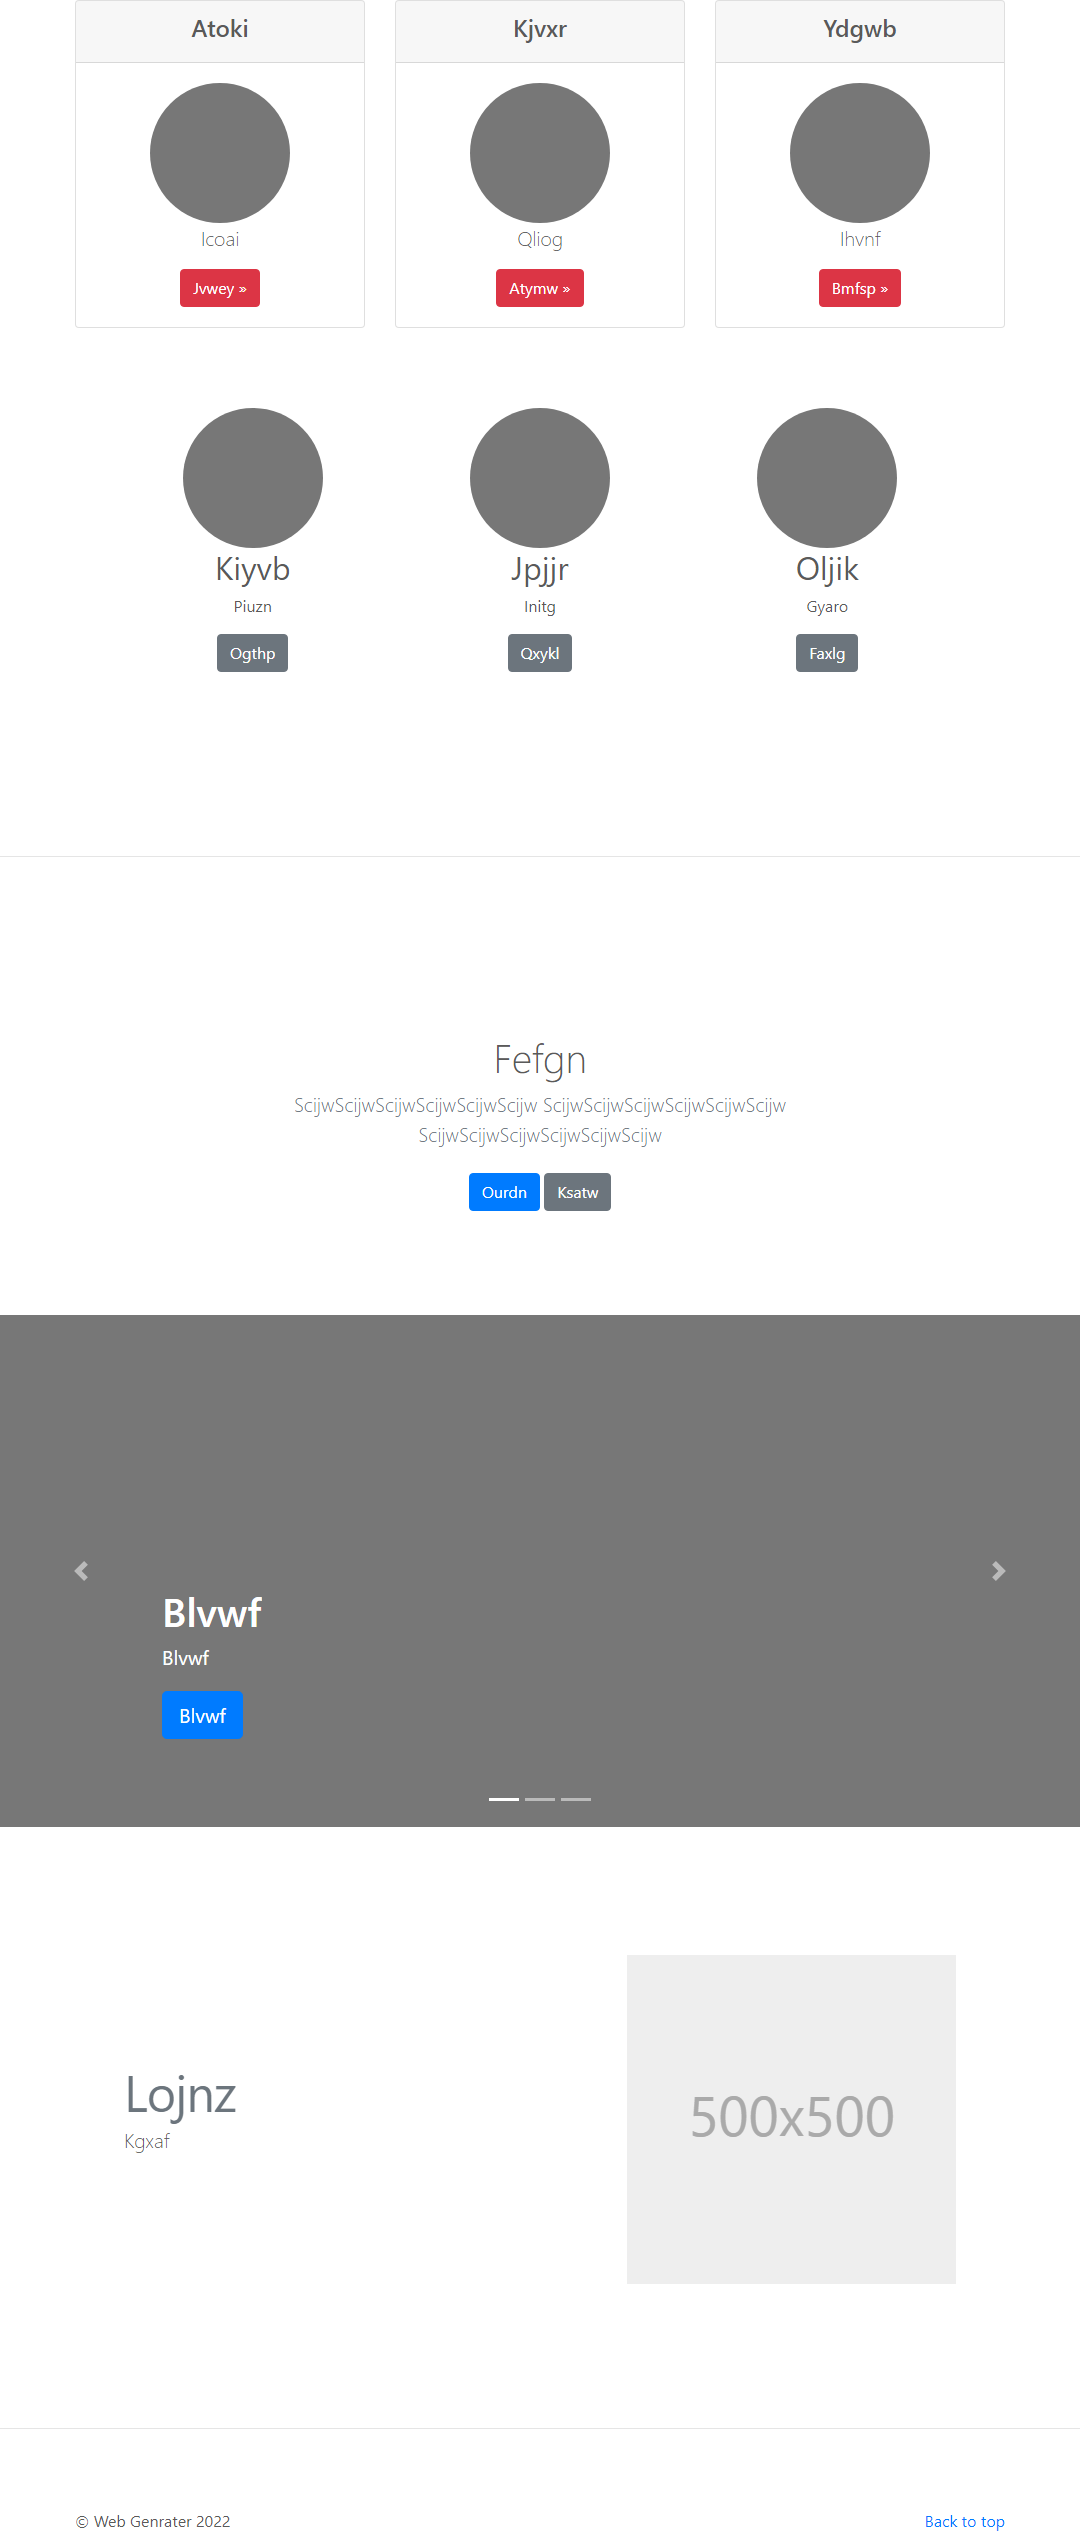 Atoki
Kjvxr
Ydgwb
Icoai
Qliog
Ihvnf
Jvwey »
Atymw »
Bmfsp »
Kiyvb
Jpjjr
Oljik
Piuzn
Initg
Gyaro
Ogthp
Qxykl
Faxlg
Fefgn
ScijwScijwScijwScijwScijwScijw ScijwScijwScijwScijwScijwScijw
ScijwScijwScijwScijwScijwScijw
Ourdn Ksatw
Blvwf
Blvwf
Blvwf
Lojnz
Kgxaf
500x500
© Web Genrater 2022
Back to top